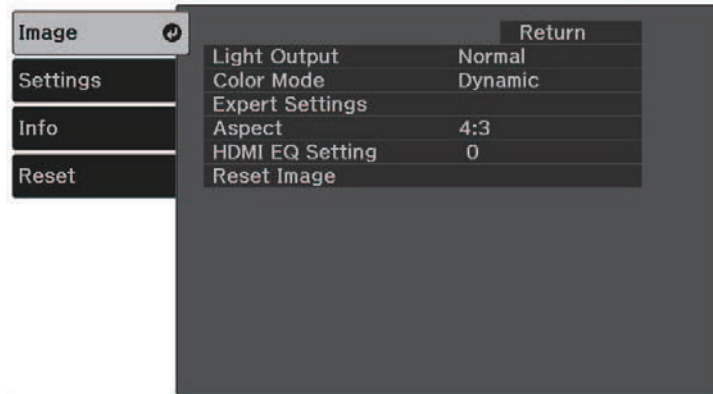 Image
Settings
Info
Reset
Return
Light Output Normal
Color Mode Dynamic
Expert Settings
Aspect 4:3
HDMI EQ Setting 0
Reset Image